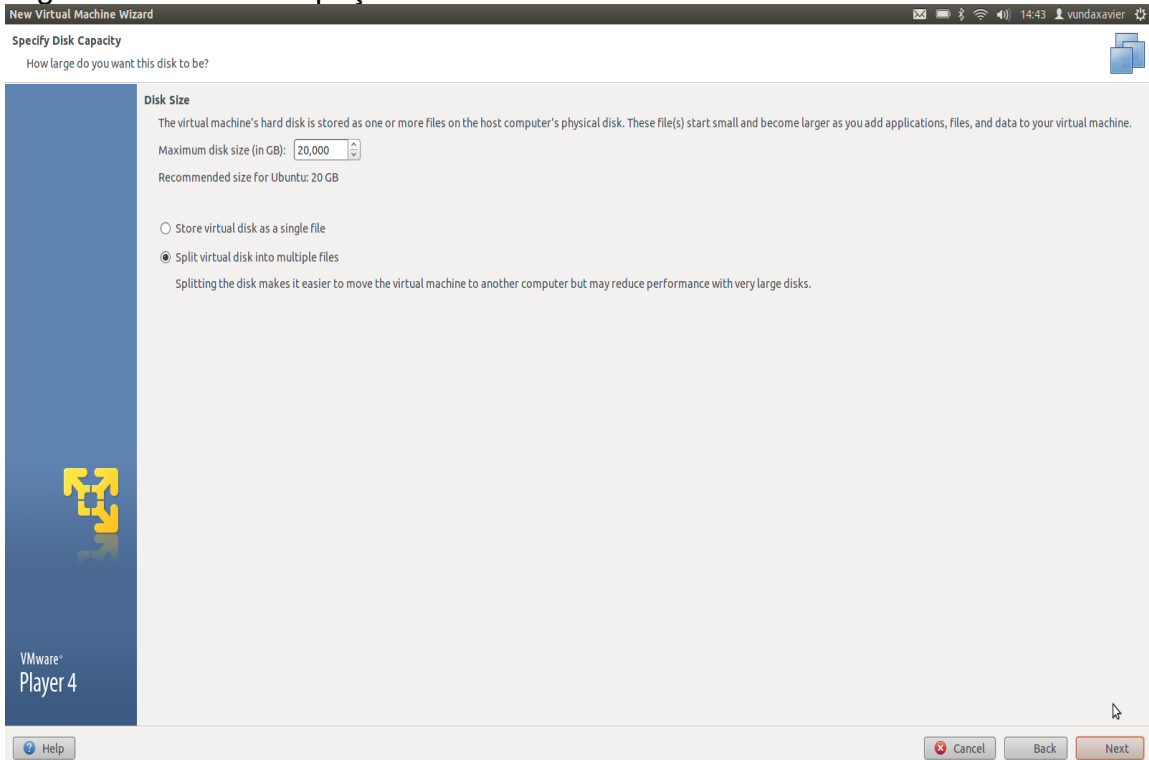 New Virtual Machine Wizard
14:43 vundaxavier
Specify Disk Capacity
How large do you want this disk to be?
Disk Size
The virtual machine's hard disk is stored as one or more files on the host computer's physical disk. These file(s) start small and become larger as you add applications, files, and data to your virtual machine.
Maximum disk size (in GB): 20,000
Recommended size for Ubuntu: 20 GB
Store virtual disk as a single file
Split virtual disk into multiple files
Splitting the disk makes it easier to move the virtual machine to another computer but may reduce performance with very large disks.
VMware®
Player 4
Help Cancel Back Next